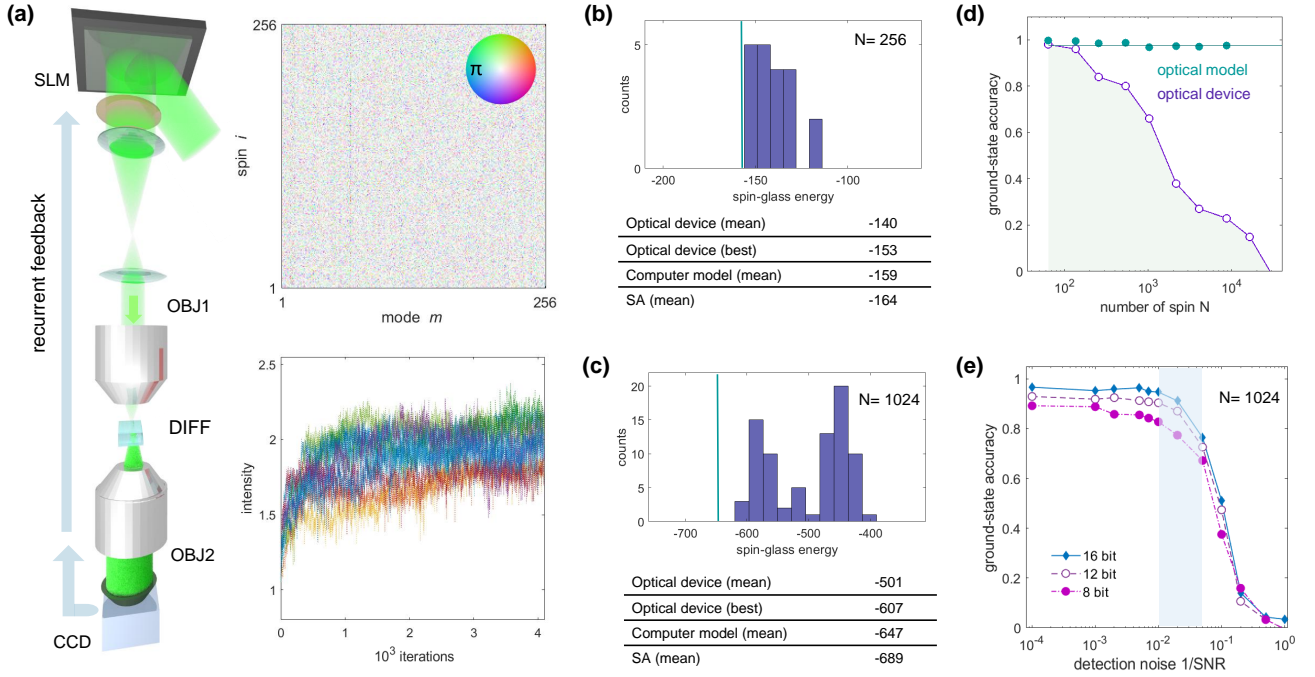 (a)
SLM
recurrent feedback
OBJ1
DIFF
OBJ2
CCD
256
π
spin i
1
1
256
mode m
2.5
2
1.5
1
intensity
0
1
2
3
4
10³ iterations
(b)
N= 256
5
0
counts
-200
-150
-100
spin-glass energy
Optical device (mean) -140
Optical device (best) -153
Computer model (mean) -159
SA (mean) -164
(c)
N= 1024
20
15
10
5
0
counts
-700
-600
-500
-400
spin-glass energy
Optical device (mean) -501
Optical device (best) -607
Computer model (mean) -647
SA (mean) -689
(d)
1
0.8
0.6
0.4
0.2
0
ground-state accuracy
optical model
optical device
10²
10³
10⁴
number of spin N
(e)
N= 1024
1
0.8
0.6
0.4
0.2
0
ground-state accuracy
16 bit
12 bit
8 bit
10⁻⁴
10⁻³
10⁻²
10⁻¹
10⁰
detection noise 1/SNR